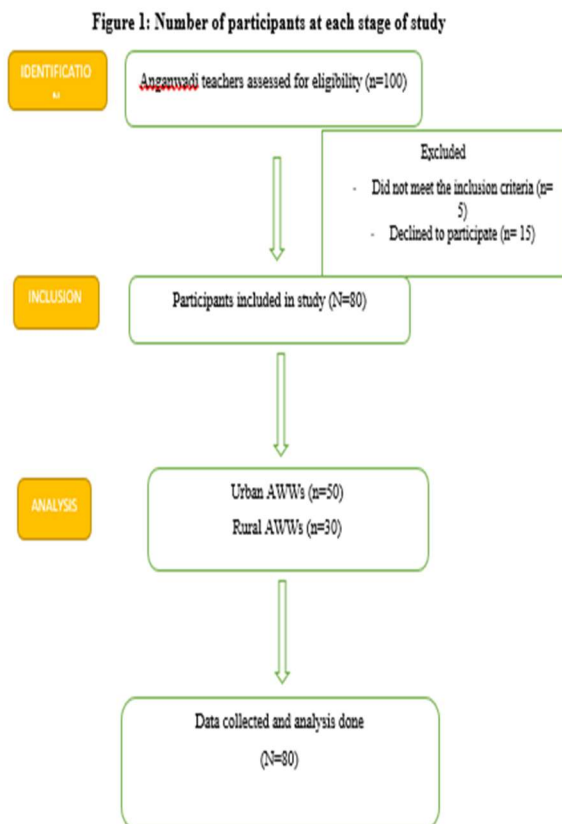 Figure 1: Number of participants at each stage of study
IDENTIFICATIO
N
Anganwadi teachers assessed for eligibility (n=100)
Excluded
- Did not meet the inclusion criteria (n=
5)
- Declined to participate (n= 15)
INCLUSION
Participants included in study (N=80)
ANALYSIS
Urban AWWs (n=50)
Rural AWWs (n=30)
Data collected and analysis done
(N=80)